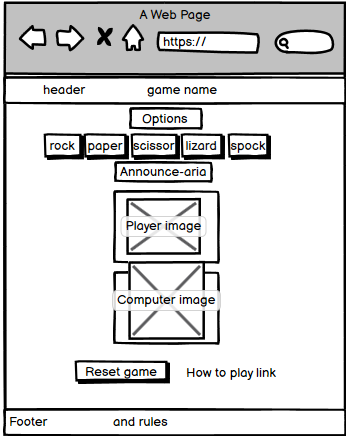 A Web Page
https://
header game name
Options
rock paper scissor lizard spock
Announce-aria
Player image
Computer image
Reset game How to play link
Footer and rules